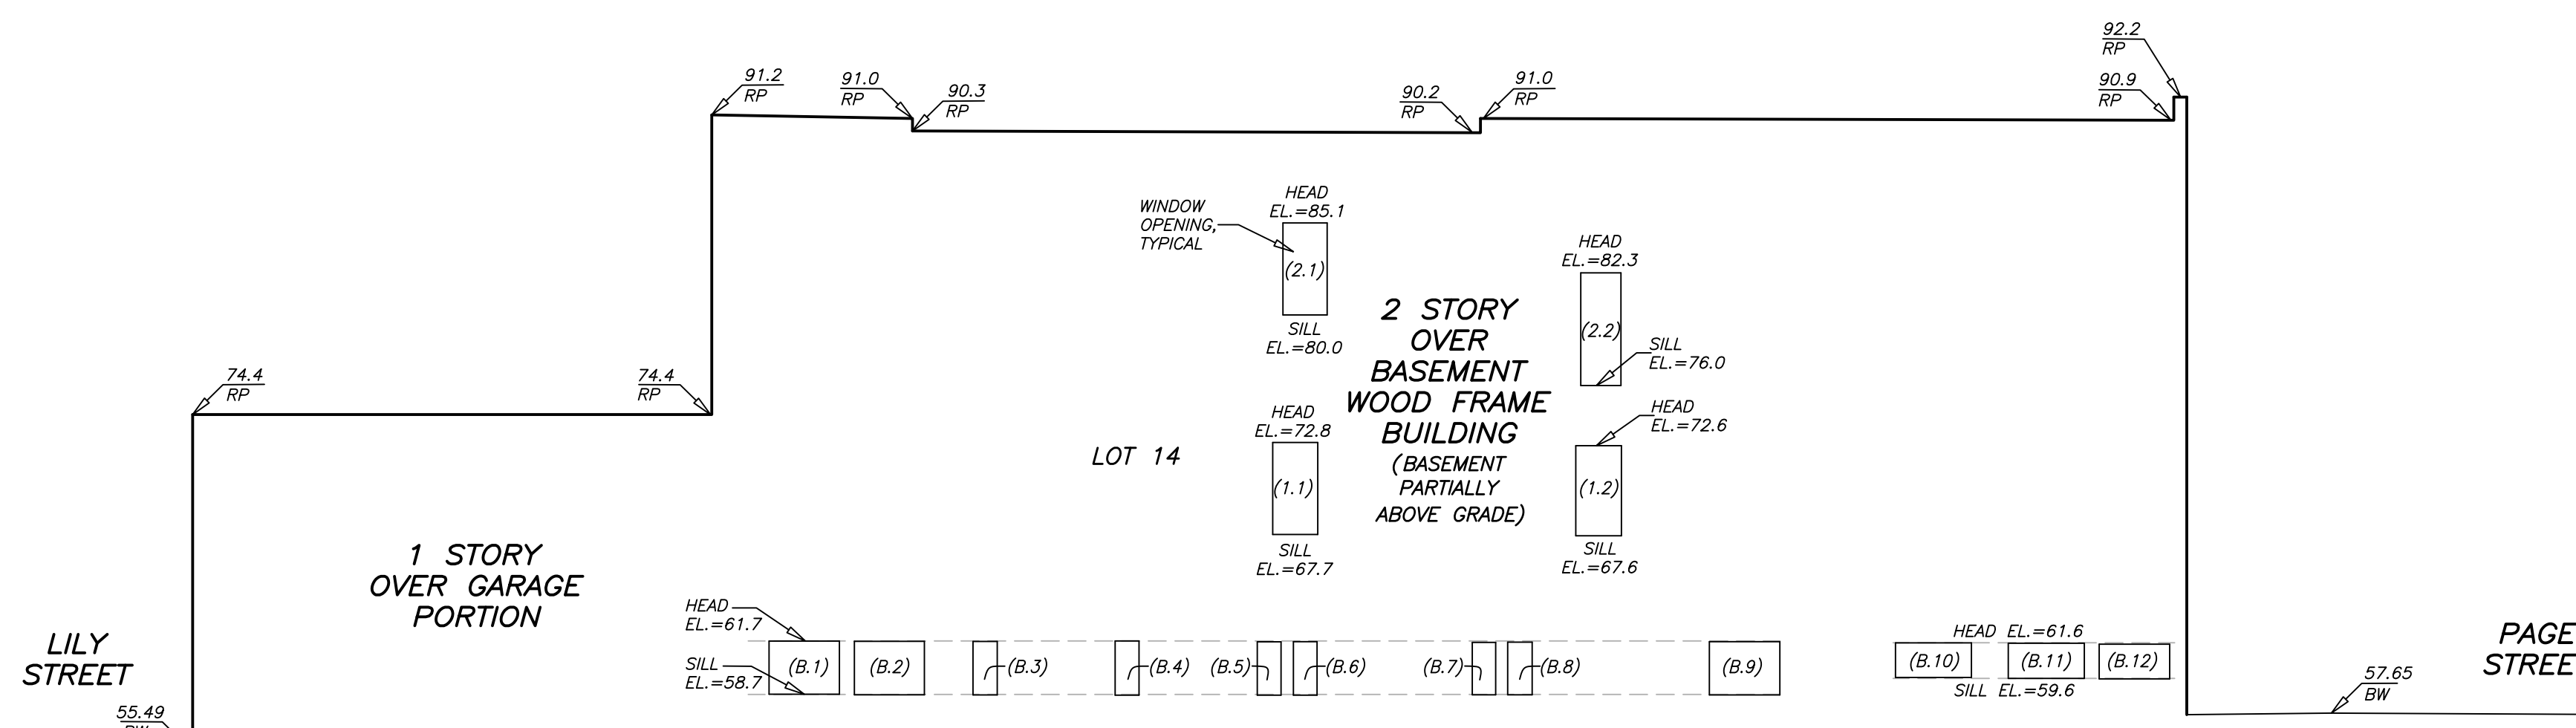 92.2
RP
91.2
RP
91.0
RP
90.3
RP
90.2
RP
91.0
RP
90.9
RP
WINDOW
OPENING,
TYPICAL
HEAD
EL.=85.1
(2.1)
SILL
EL.=80.0
HEAD
EL.=82.3
(2.2)
SILL
EL.=76.0
2 STORY
OVER
BASEMENT
WOOD FRAME
BUILDING
(BASEMENT
PARTIALLY
ABOVE GRADE)
74.4
RP
74.4
RP
HEAD
EL.=72.8
(1.1)
SILL
EL.=67.7
HEAD
EL.=72.6
(1.2)
SILL
EL.=67.6
LOT 14
1 STORY
OVER GARAGE
PORTION
LILY
STREET
HEAD
EL.=61.7
SILL
EL.=58.7
(B.1)
(B.2)
(B.3)
(B.4)
(B.5)
(B.6)
(B.7)
(B.8)
(B.9)
HEAD EL.=61.6
(B.10)
(B.11)
(B.12)
SILL EL.=59.6
PAGE
STREE
57.65
BW
55.49
BW